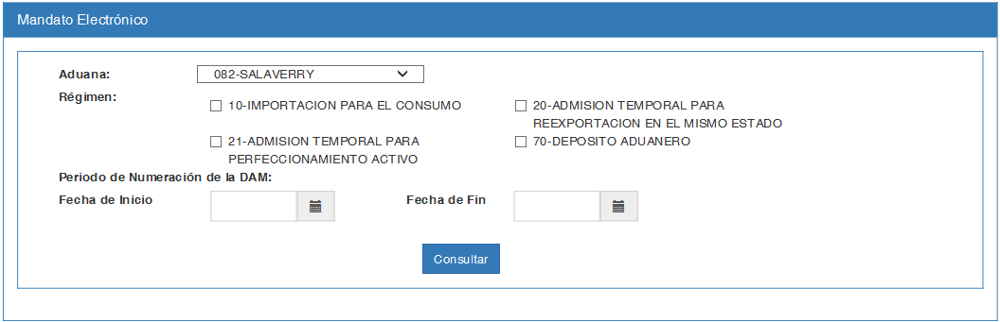 Mandato Electrónico
Aduana:
082-SALAVERRY
Régimen:
10-IMPORTACION PARA EL CONSUMO
20-ADMISION TEMPORAL PARA
REEXPORTACION EN EL MISMO ESTADO
21-ADMISION TEMPORAL PARA
PERFECCIONAMIENTO ACTIVO
70-DEPOSITO ADUANERO
Periodo de Numeración de la DAM:
Fecha de Inicio
Fecha de Fin
Consultar